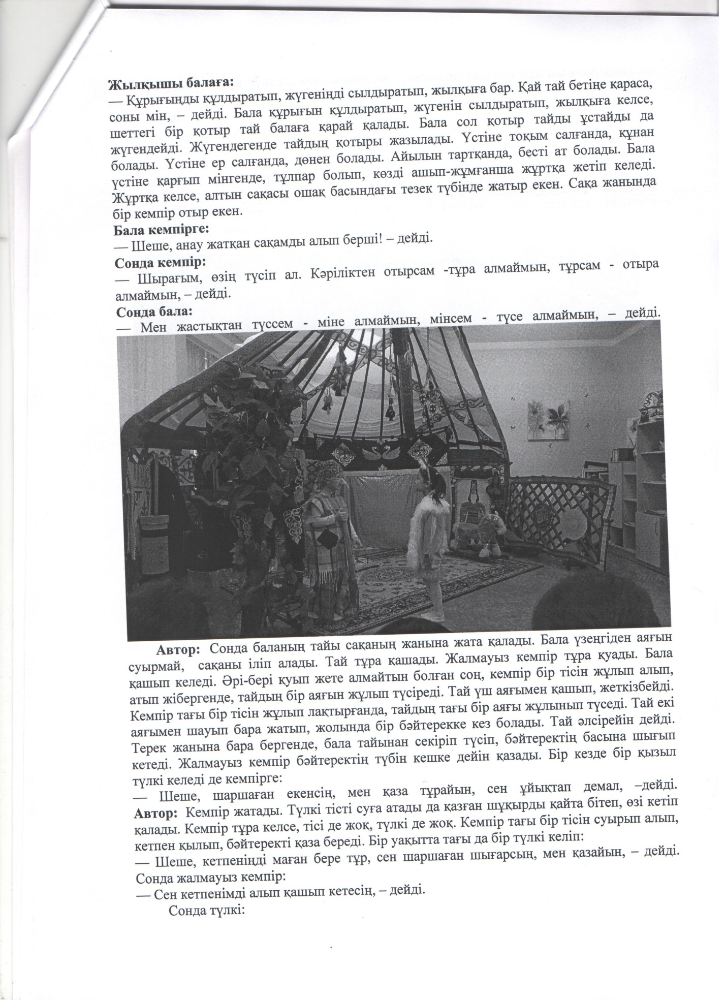 Жылқышы балаға:
— Құрығыңды құлдыратып, жүгеніңді сылдыратып, жылқыға бар. Қай тай бетіңе қараса,
соны мін, – дейді. Бала құрығын құлдыратып, жүгенін сылдыратып, жылқыға келсе,
шеттегі бір қотыр тай балаға қарай қалады. Бала сол қотыр тайды ұстайды да
жүгендейді. Жүгендегенде тайдың қотыры жазылады. Үстіне тоқым салғанда, құнан
болады. Үстіне ер салғанда, дөнен болады. Айылын тартқанда, бесті ат болады. Бала
үстіне қарғып мінгенде, тұлпар болып, көзді ашып-жұмғанша жұртқа жетіп келеді.
Жұртқа келсе, алтын сақасы ошақ басындағы тезек түбінде жатыр екен. Сақа жанында
бір кемпір отыр екен.
Бала кемпірге:
— Шеше, анау жатқан сақамды алып берші! – дейді.
Сонда кемпір:
— Шырағым, өзің түсіп ал. Кәріліктен отырсам -тұра алмаймын, тұрсам - отыра
алмаймын, – дейді.
Сонда бала:
— Мен жастықтан түссем - міне алмаймын, мінсем - түсе алмаймын, – дейді.
Автор: Сонда баланың тайы сақаның жанына жата қалады. Бала үзеңгіден аяғын
суырмай, сақаны іліп алады. Тай тұра қашады. Жалмауыз кемпір тұра қуады. Бала
қашып келеді. Әрі-бері қуып жете алмайтын болған соң, кемпір бір тісін жұлып алып,
атып жібергенде, тайдың бір аяғын жұлып түсіреді. Тай үш аяғымен қашып, жеткізбейді.
Кемпір тағы бір тісін жұлып лақтырғанда, тайдың тағы бір аяғы жұлынып түседі. Тай екі
аяғымен шауып бара жатып, жолында бір бәйтерекке кез болады. Тай әлсірейін дейді.
Терек жанына бара бергенде, бала тайынан секіріп түсіп, бәйтеректің басына шығып
кетеді. Жалмауыз кемпір бәйтеректің түбін кешке дейін қазады. Бір кезде бір қызыл
түлкі келеді де кемпірге:
— Шеше, шаршаған екенсің, мен қаза тұрайын, сен ұйықтап демал, –дейді.
Автор: Кемпір жатады. Түлкі тісті суға атады да қазған шұқырды қайта бітеп, өзі кетіп
қалады. Кемпір тұра келсе, тісі де жоқ, түлкі де жоқ. Кемпір тағы бір тісін суырып алып,
кетпен қылып, бәйтеректі қаза береді. Бір уақытта тағы да бір түлкі келіп:
— Шеше, кетпеніңді маған бере тұр, сен шаршаған шығарсың, мен қазайын, – дейді.
Сонда жалмауыз кемпір:
— Сен кетпенімді алып қашып кетесің, – дейді.
Сонда түлкі: